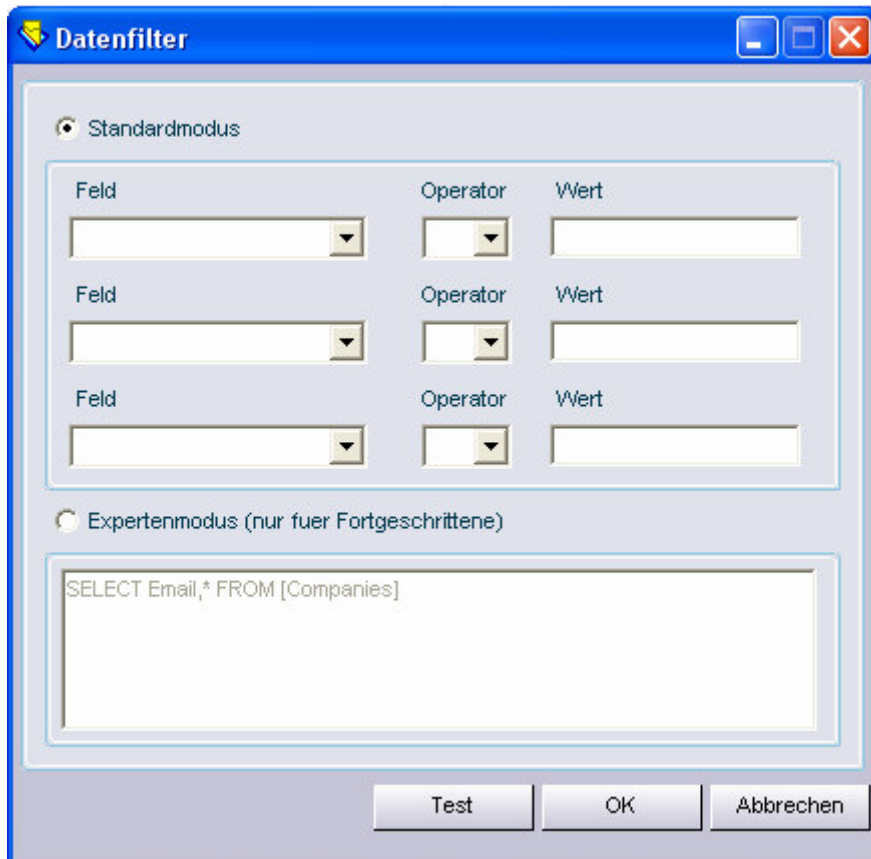 Datenfilter
Standardmodus
Feld Operator Wert
Feld Operator Wert
Feld Operator Wert
Expertenmodus (nur fuer Fortgeschrittene)
SELECT Email,* FROM [Companies]
Test OK Abbrechen